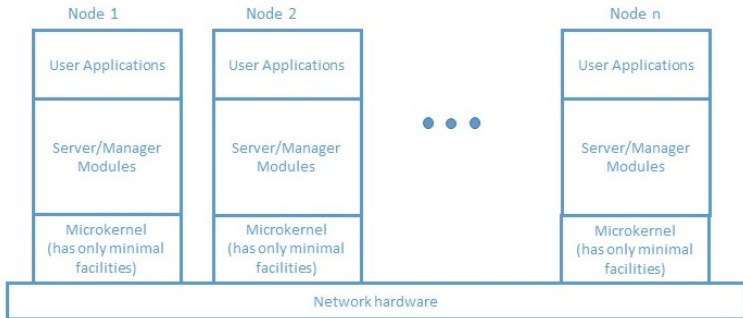 Node 1
Node 2
Node n
User Applications
User Applications
User Applications
Server/Manager
Modules
Server/Manager
Modules
Server/Manager
Modules
Microkernel
(has only minimal
facilities)
Microkernel
(has only minimal
facilities)
Microkernel
(has only minimal
facilities)
Network hardware